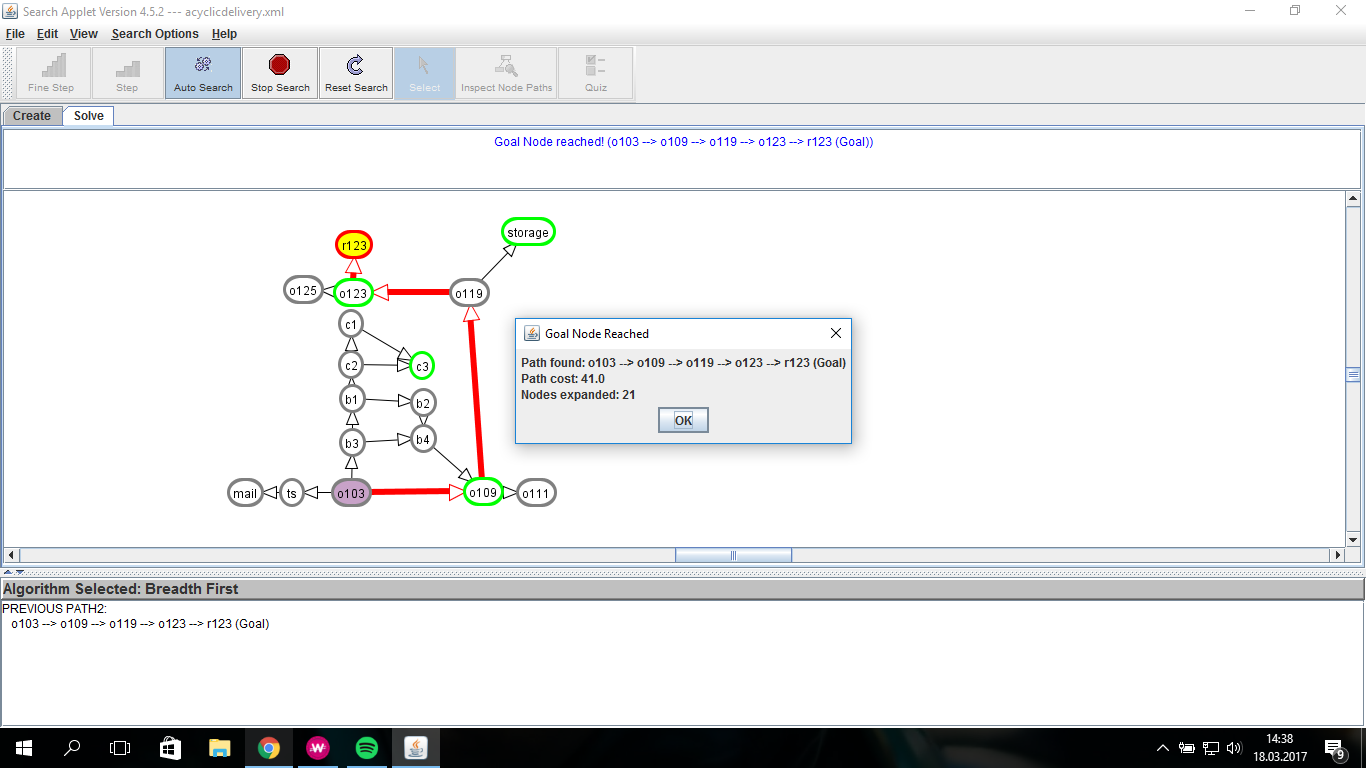 Search Applet Version 4.5.2 --- acyclicdelivery.xml
File Edit View Search Options Help
Fine Step Step Auto Search Stop Search Reset Search Select Inspect Node Paths Quiz
Create Solve
Goal Node reached! (o103 --> o109 --> o119 --> o123 --> r123 (Goal))
storage
r123
o125 o123 o119
c1
c2 c3
b1 b2
b3 b4
mail ts o103 o109 o111
Goal Node Reached
Path found: o103 --> o109 --> o119 --> o123 --> r123 (Goal)
Path cost: 41.0
Nodes expanded: 21
OK
Algorithm Selected: Breadth First
PREVIOUS PATH2:
o103 --> o109 --> o119 --> o123 --> r123 (Goal)
14:38
18.03.2017
9